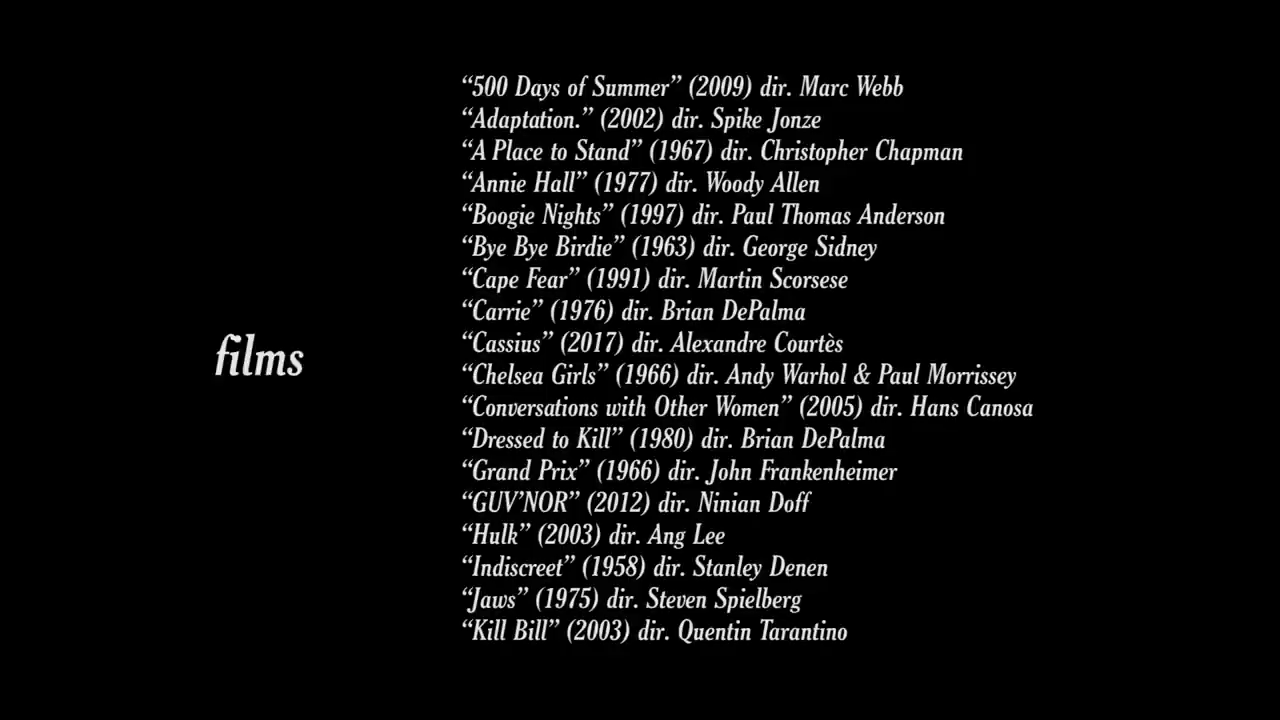 films
“500 Days of Summer” (2009) dir. Marc Webb
“Adaptation.” (2002) dir. Spike Jonze
“A Place to Stand” (1967) dir. Christopher Chapman
“Annie Hall” (1977) dir. Woody Allen
“Boogie Nights” (1997) dir. Paul Thomas Anderson
“Bye Bye Birdie” (1963) dir. George Sidney
“Cape Fear” (1991) dir. Martin Scorsese
“Carrie” (1976) dir. Brian DePalma
“Cassius” (2017) dir. Alexandre Courtès
“Chelsea Girls” (1966) dir. Andy Warhol & Paul Morrissey
“Conversations with Other Women” (2005) dir. Hans Canosa
“Dressed to Kill” (1980) dir. Brian DePalma
“Grand Prix” (1966) dir. John Frankenheimer
“GUV’NOR” (2012) dir. Ninian Doff
“Hulk” (2003) dir. Ang Lee
“Indiscreet” (1958) dir. Stanley Denen
“Jaws” (1975) dir. Steven Spielberg
“Kill Bill” (2003) dir. Quentin Tarantino